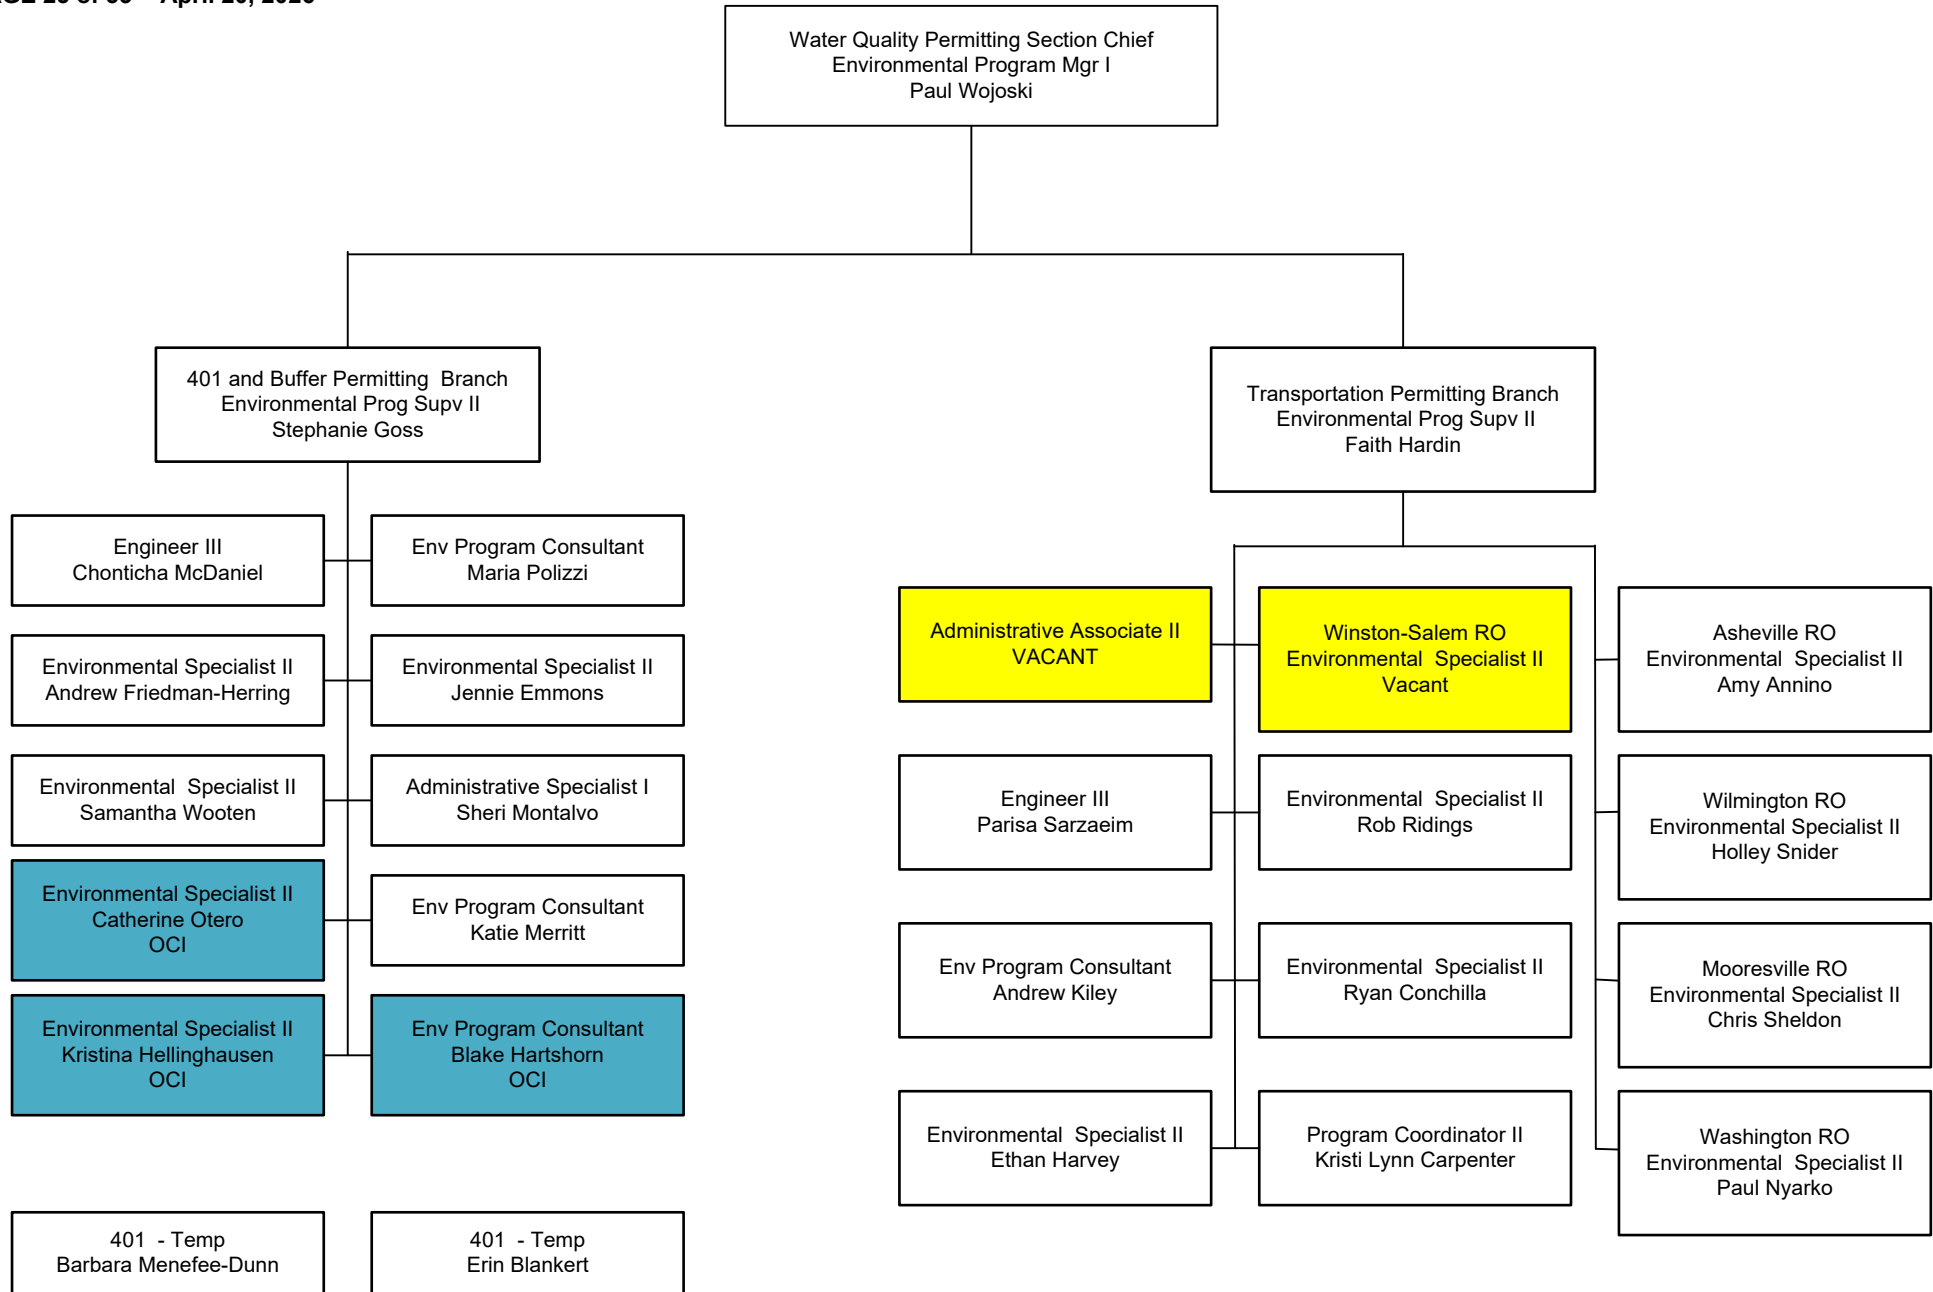 Water Quality Permitting Section Chief
Environmental Program Mgr I
Paul Wojoski
401 and Buffer Permitting  Branch
Environmental Prog Supv II
Stephanie Goss
Transportation Permitting Branch
Environmental Prog Supv II
Faith Hardin
Engineer III
Chonticha McDaniel
Env Program Consultant
Maria Polizzi
Environmental Specialist II
Andrew Friedman-Herring
Environmental Specialist II
Jennie Emmons
Environmental  Specialist II
Samantha Wooten
Administrative Specialist I
Sheri Montalvo
Environmental Specialist II
Catherine Otero
OCI
Env Program Consultant
Katie Merritt
Environmental Specialist II
Kristina Hellinghausen
OCI
Env Program Consultant
Blake Hartshorn
OCI
401  - Temp
Barbara Menefee-Dunn
401  - Temp
Erin Blankert
Administrative Associate II
VACANT
Winston-Salem RO
Environmental  Specialist II
Vacant
Asheville RO
Environmental  Specialist II
Amy Annino
Engineer III
Parisa Sarzaeim
Environmental  Specialist II
Rob Ridings
Wilmington RO
Environmental Specialist II
Holley Snider
Env Program Consultant
Andrew Kiley
Environmental  Specialist II
Ryan Conchilla
Mooresville RO
Environmental Specialist II
Chris Sheldon
Environmental  Specialist II
Ethan Harvey
Program Coordinator II
Kristi Lynn Carpenter
Washington RO
Environmental  Specialist II
Paul Nyarko